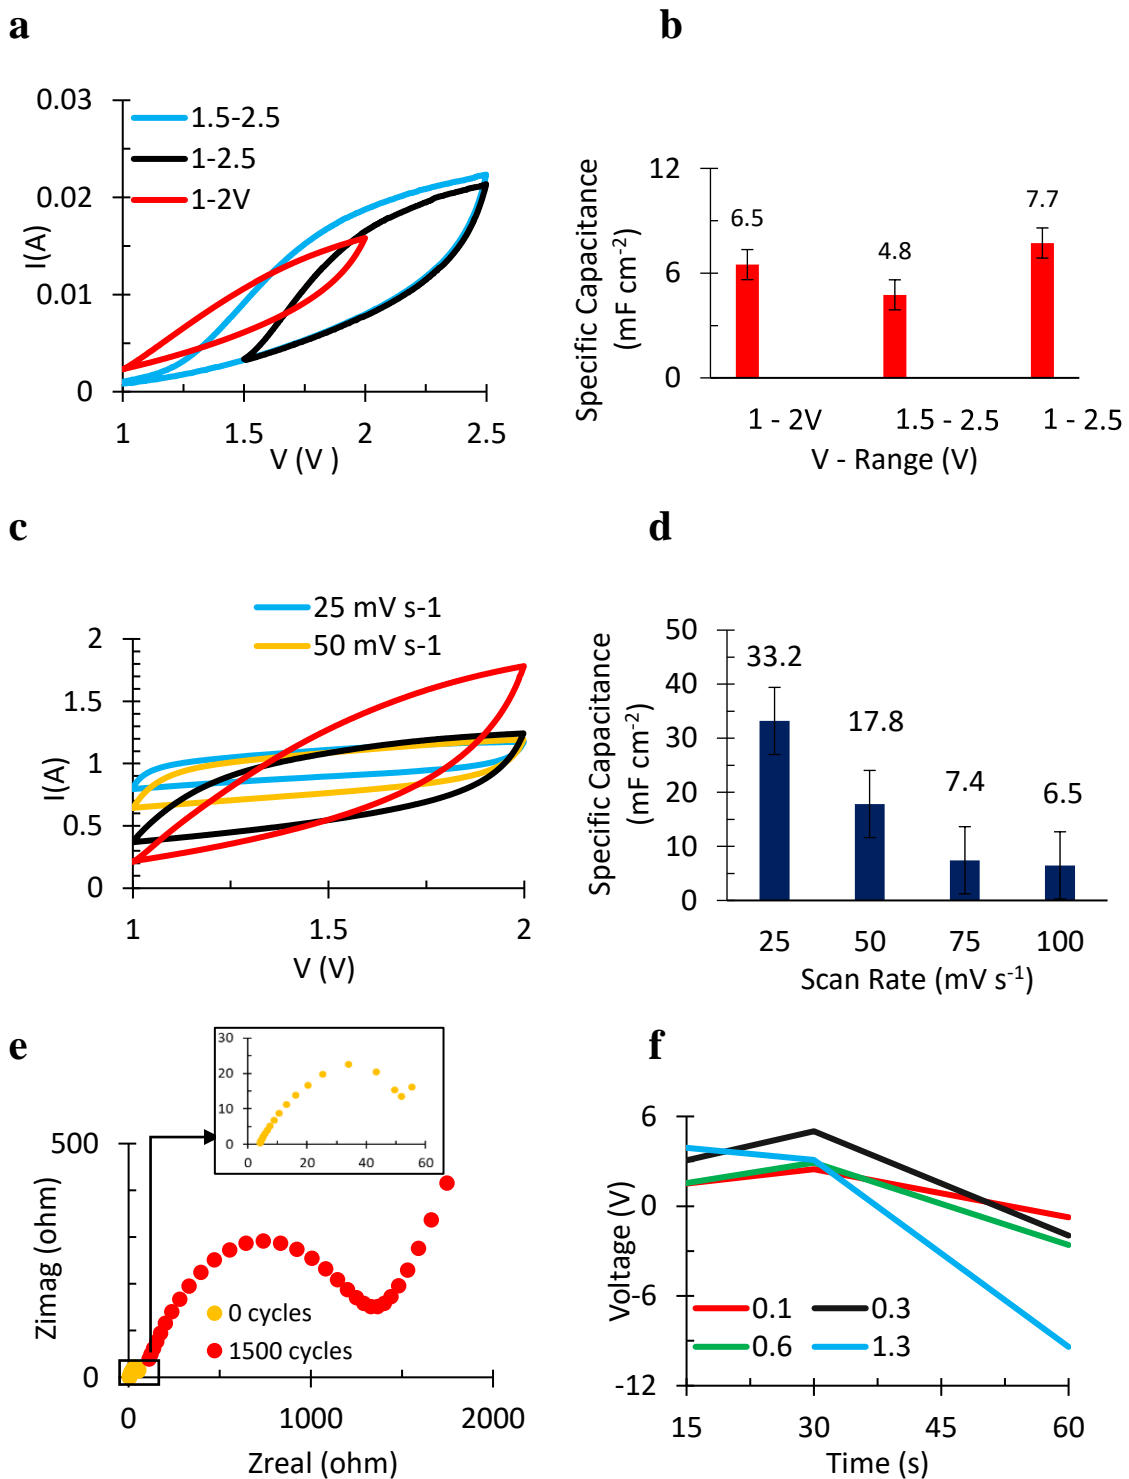 a
0.03
0.02
0.01
0
I(A)
1.5-2.5
1-2.5
1-2V
1
1.5
2
2.5
V (V )
b
12
6
0
Specific Capacitance
(mF cm-2)
6.5
4.8
7.7
1 - 2V
1.5 - 2.5
1 - 2.5
V - Range (V)
c
25 mV s-1
50 mV s-1
2
1.5
1
0.5
0
I(A)
1
1.5
2
V (V)
d
50
40
30
20
10
0
Specific Capacitance
(mF cm-2)
33.2
17.8
7.4
6.5
25
50
75
100
Scan Rate (mV s-1)
e
30
20
10
0
0
20
40
60
500
0
Zimag (ohm)
0 cycles
1500 cycles
0
1000
2000
Zreal (ohm)
f
6
0
-6
-12
Voltage (V)
0.1
0.3
0.6
1.3
15
30
45
60
Time (s)